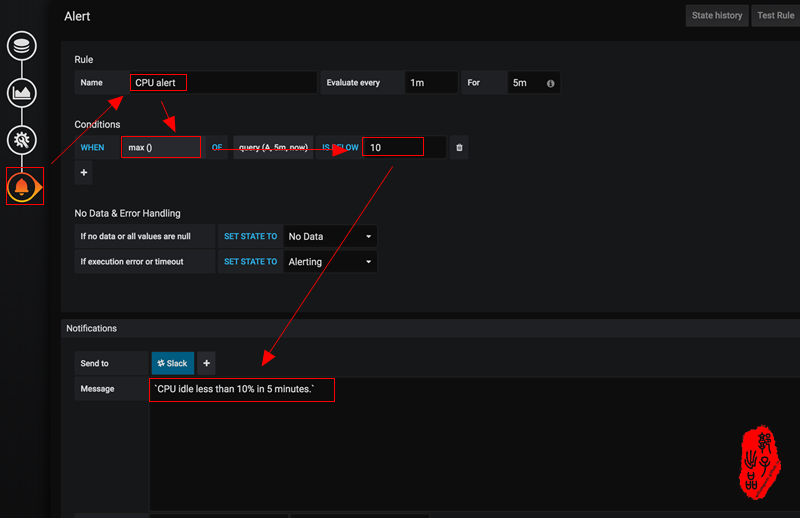 Alert
State history
Test Rule
Rule
Name CPU alert Evaluate every 1m For 5m
Conditions
WHEN max () OF query (A, 5m, now) IS BELOW 10
+
No Data & Error Handling
If no data or all values are null SET STATE TO No Data
If execution error or timeout SET STATE TO Alerting
Notifications
Send to Slack +
Message `CPU idle less than 10% in 5 minutes.`